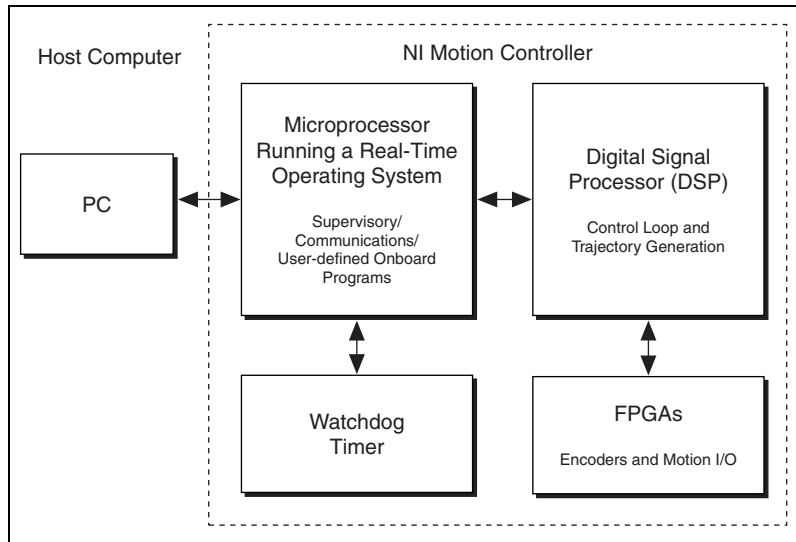 Host Computer
NI Motion Controller
PC
Microprocessor
Running a Real-Time
Operating System
Supervisory/
Communications/
User-defined Onboard
Programs
Digital Signal
Processor (DSP)
Control Loop and
Trajectory Generation
Watchdog
Timer
FPGAs
Encoders and Motion I/O